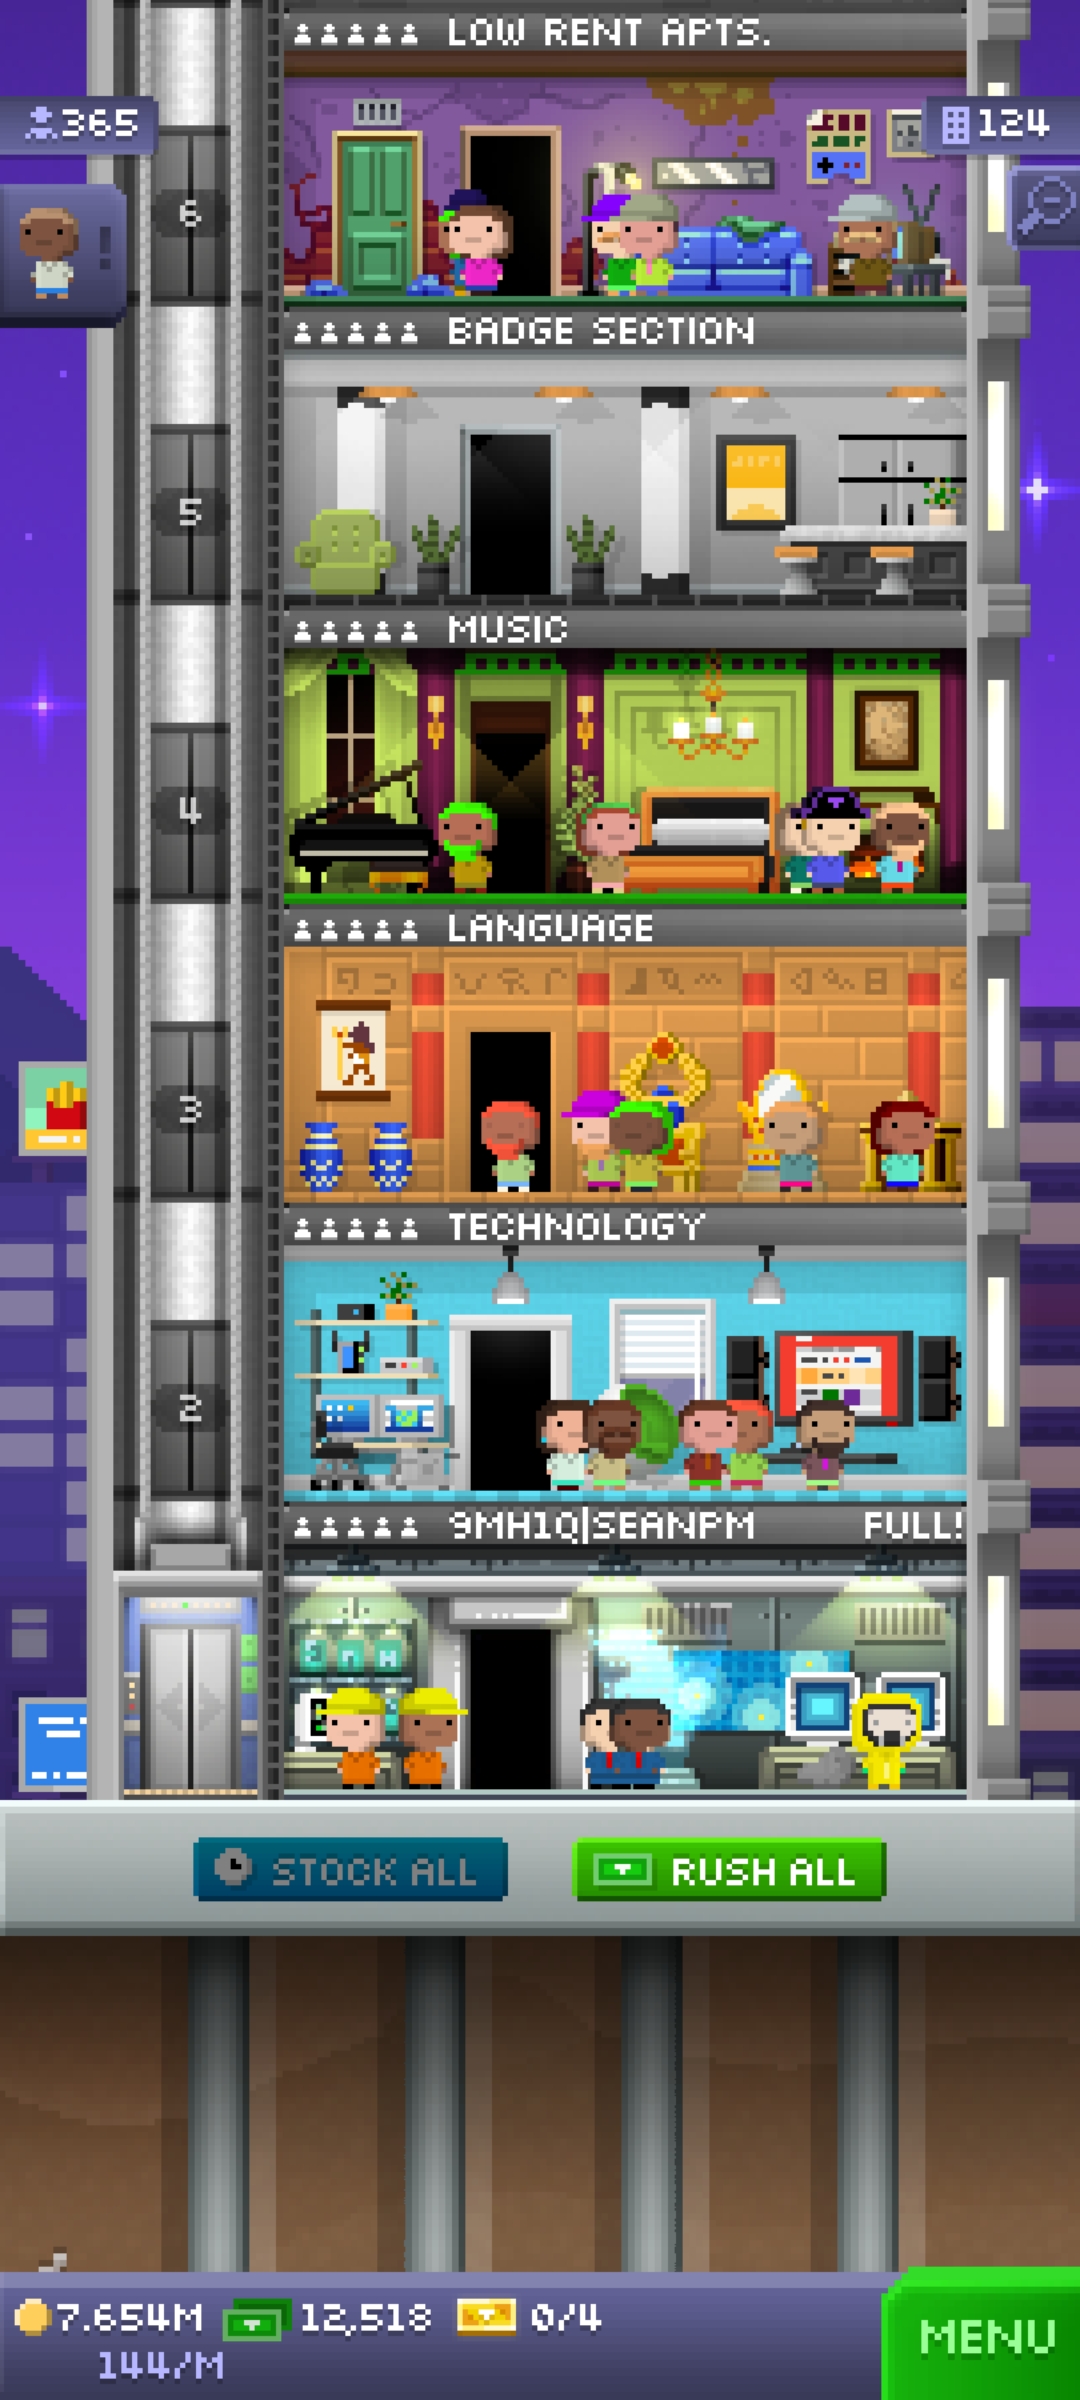 LOW RENT APTS.
365
124
6
BADGE SECTION
5
MUSIC
4
LANGUAGE
3
TECHNOLOGY
2
9MH1Q|SEANPM FULL!
STOCK ALL
RUSH ALL
7.654M 12,518 0/4
144/M
MENU